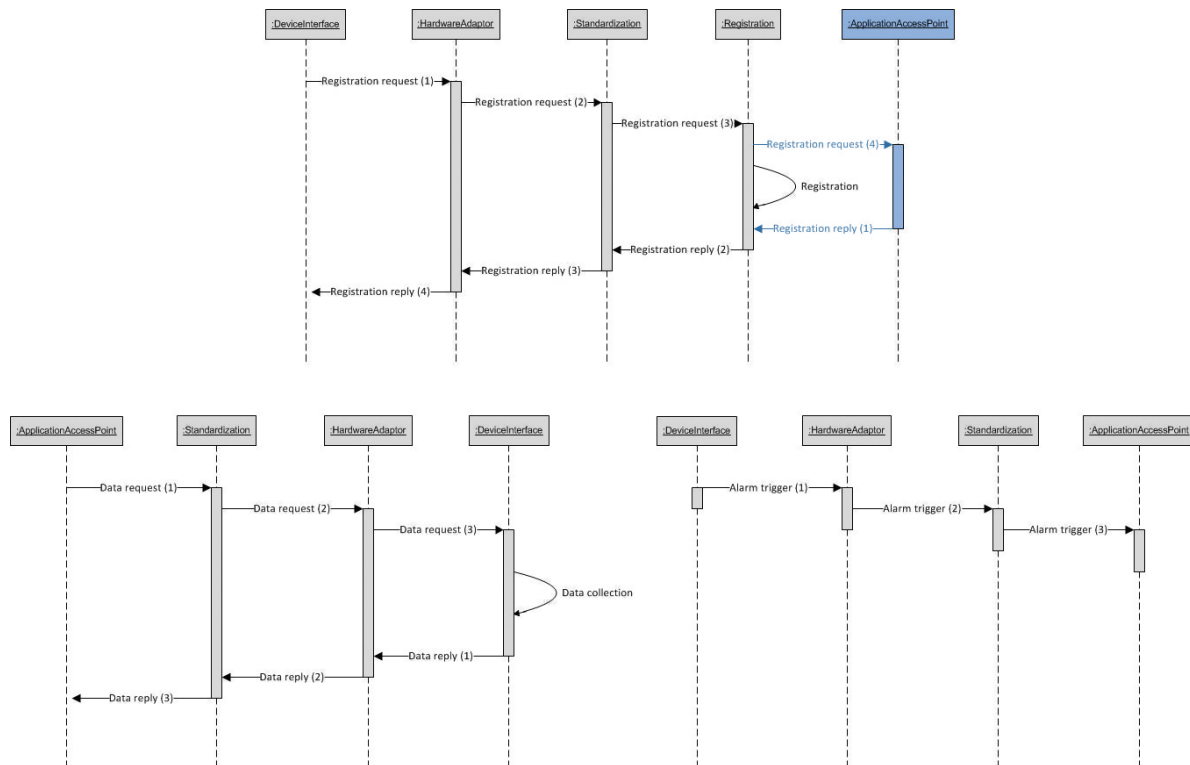 :DeviceInterface
:HardwareAdaptor
:Standardization
:Registration
:ApplicationAccessPoint
Registration request (1)
Registration request (2)
Registration request (3)
Registration request (4)
Registration
Registration reply (1)
Registration reply (2)
Registration reply (3)
Registration reply (4)
:ApplicationAccessPoint
:Standardization
:HardwareAdaptor
:DeviceInterface
Data request (1)
Data request (2)
Data request (3)
Data collection
Data reply (1)
Data reply (2)
Data reply (3)
:DeviceInterface
:HardwareAdaptor
:Standardization
:ApplicationAccessPoint
Alarm trigger (1)
Alarm trigger (2)
Alarm trigger (3)